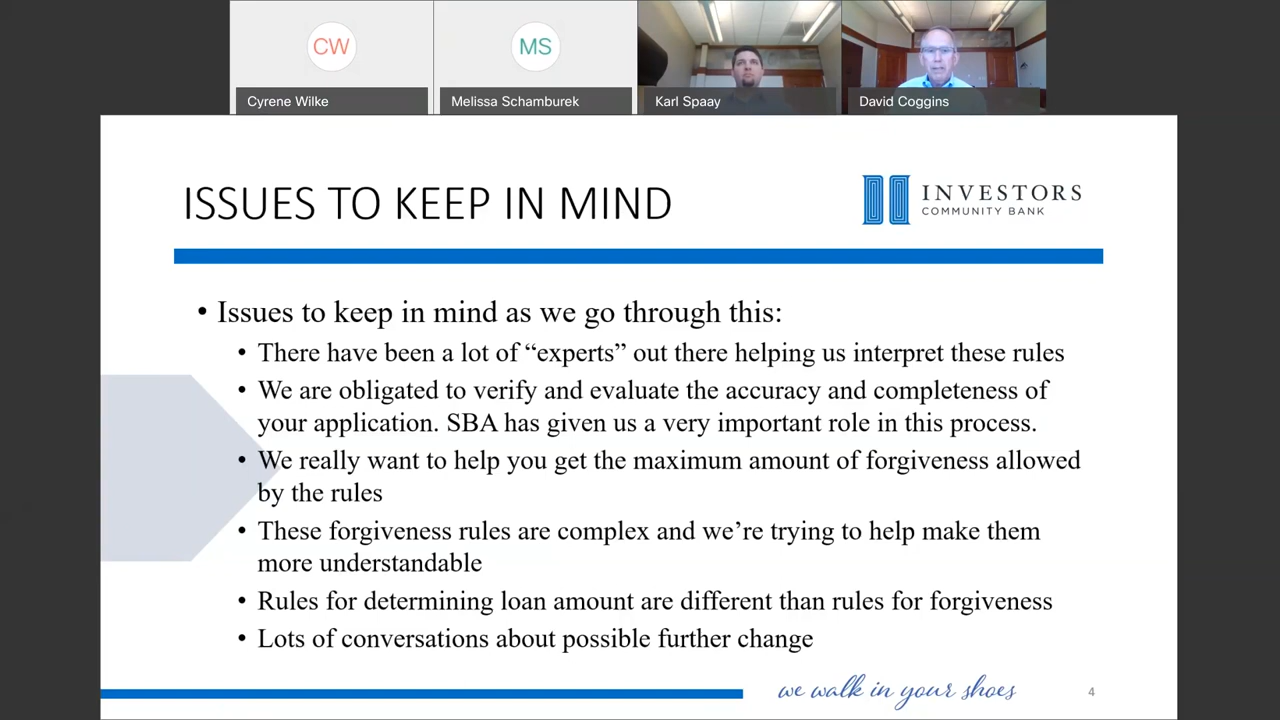 CW
MS
Cyrene Wilke
Melissa Schamburek
Karl Spaay
David Coggins
ISSUES TO KEEP IN MIND
INVESTORS
COMMUNITY BANK
• Issues to keep in mind as we go through this:
• There have been a lot of “experts” out there helping us interpret these rules
• We are obligated to verify and evaluate the accuracy and completeness of
your application. SBA has given us a very important role in this process.
• We really want to help you get the maximum amount of forgiveness allowed
by the rules
• These forgiveness rules are complex and we’re trying to help make them
more understandable
• Rules for determining loan amount are different than rules for forgiveness
• Lots of conversations about possible further change
we walk in your shoes
4